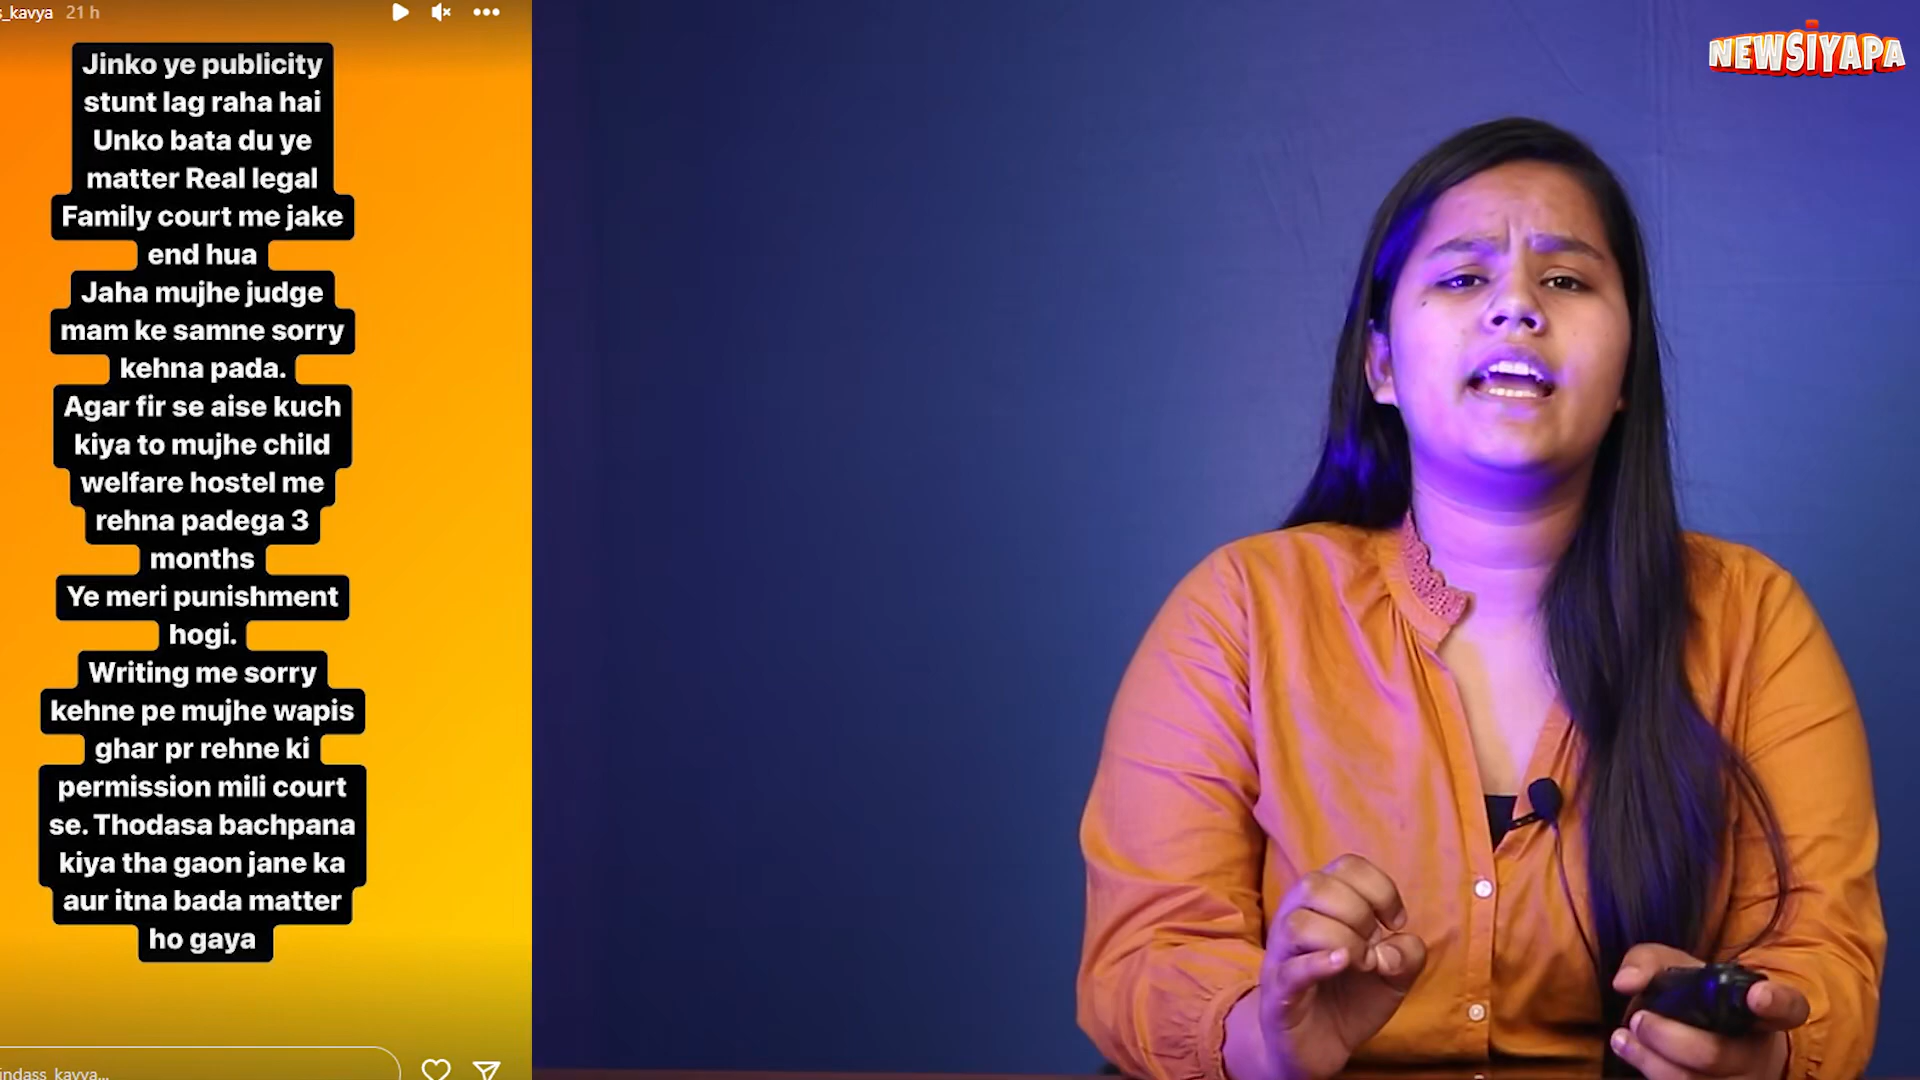 s_kavya 21 h
NEWSiYAPA
Jinko ye publicity
stunt lag raha hai
Unko bata du ye
matter Real legal
Family court me jake
end hua
Jaha mujhe judge
mam ke samne sorry
kehna pada.
Agar fir se aise kuch
kiya to mujhe child
welfare hostel me
rehna padega 3
months
Ye meri punishment
hogi.
Writing me sorry
kehne pe mujhe wapis
ghar pr rehne ki
permission mili court
se. Thodasa bachpana
kiya tha gaon jane ka
aur itna bada matter
ho gaya
indass_kavya...